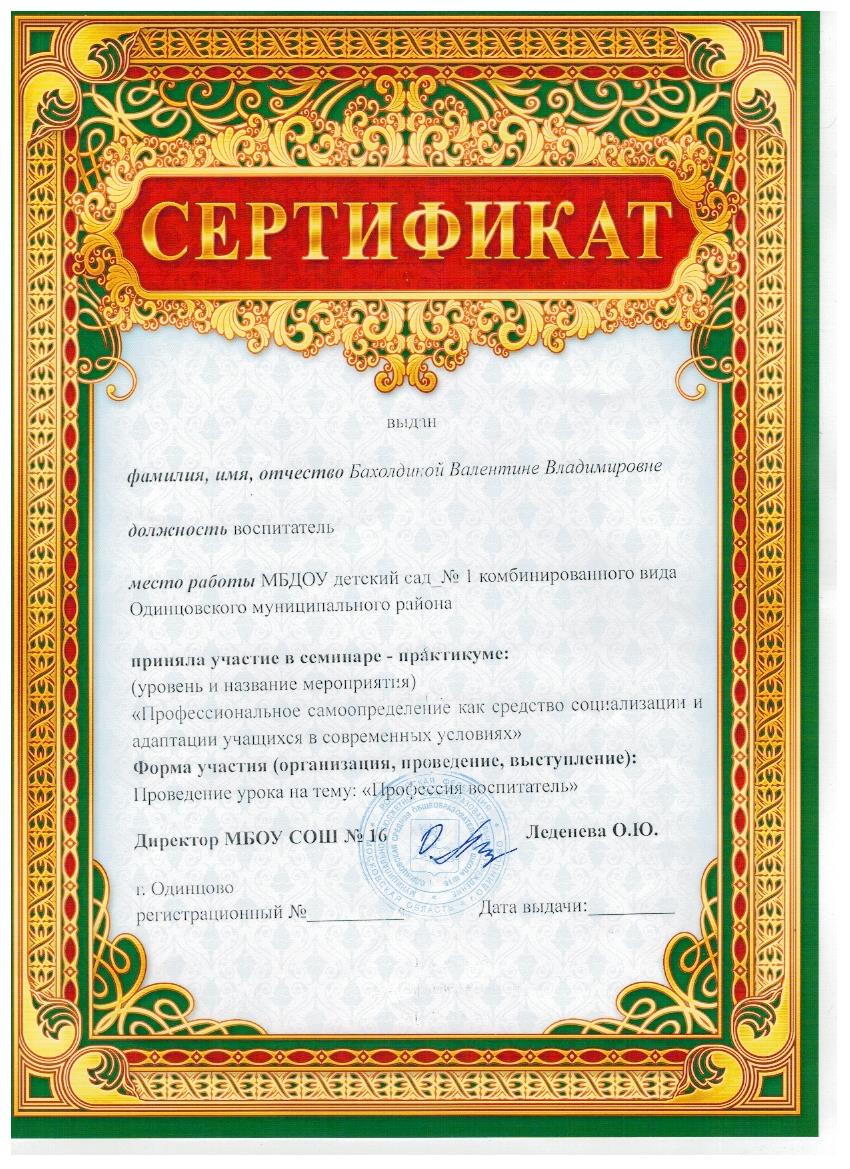 СЕРТИФИКАТ
выдан
фамилия, имя, отчество Бахолдиной Валентине Владимировне
должность воспитатель
место работы МБДОУ детский сад_№ 1 комбинированного вида
Одинцовского муниципального района
приняла участие в семинаре - практикуме:
(уровень и название мероприятия)
«Профессиональное самоопределение как средство социализации и
адаптации учащихся в современных условиях»
Форма участия (организация, проведение, выступление):
Проведение урока на тему: «Профессия воспитатель»
Директор МБОУ СОШ № 16 Леденева О.Ю.
г. Одинцово
регистрационный №__________ Дата выдачи:_________
МОСКОВСКАЯ ОБЛАСТЬ